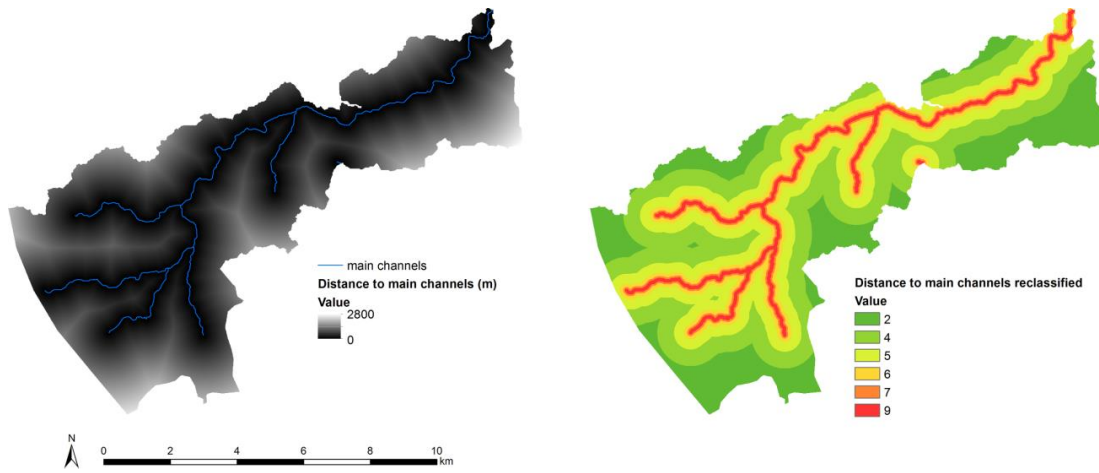 main channels
Distance to main channels (m)
Value
2800
0
N
0 2 4 6 8 10
km
Distance to main channels reclassified
Value
2
4
5
6
7
9